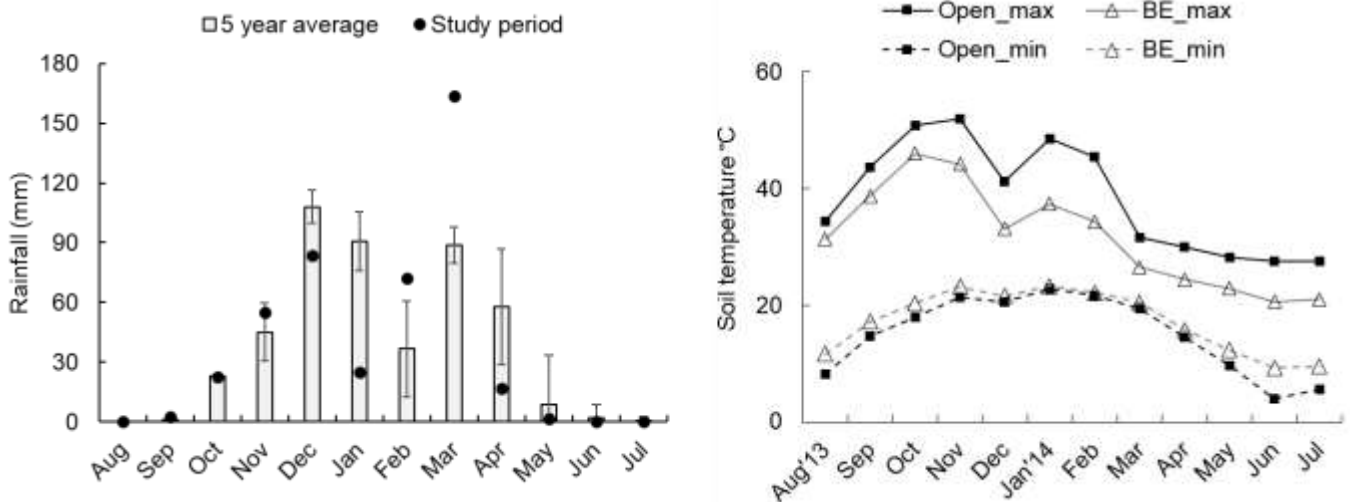 5 year average Study period
Rainfall (mm)
180
150
120
90
60
30
0
Aug Sep Oct Nov Dec Jan Feb Mar Apr May Jun Jul
Open_max BE_max
Open_min BE_min
Soil temperature °C
60
40
20
0
Aug'13 Sep Oct Nov Dec Jan'14 Feb Mar Apr May Jun Jul